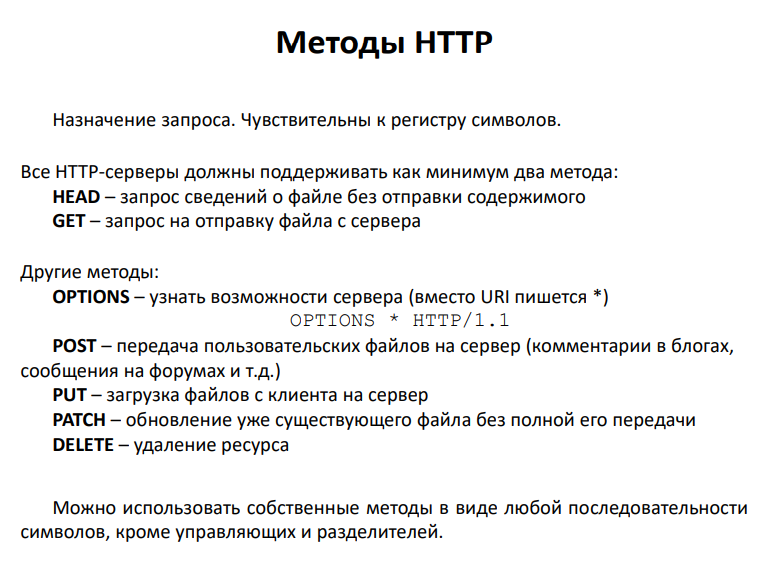 Методы HTTP
Назначение запроса. Чувствительны к регистру символов.
Все HTTP-серверы должны поддерживать как минимум два метода:
HEAD – запрос сведений о файле без отправки содержимого
GET – запрос на отправку файла с сервера
Другие методы:
OPTIONS – узнать возможности сервера (вместо URI пишется *)
OPTIONS * HTTP/1.1
POST – передача пользовательских файлов на сервер (комментарии в блогах,
сообщения на форумах и т.д.)
PUT – загрузка файлов с клиента на сервер
PATCH – обновление уже существующего файла без полной его передачи
DELETE – удаление ресурса
Можно использовать собственные методы в виде любой последовательности
символов, кроме управляющих и разделителей.